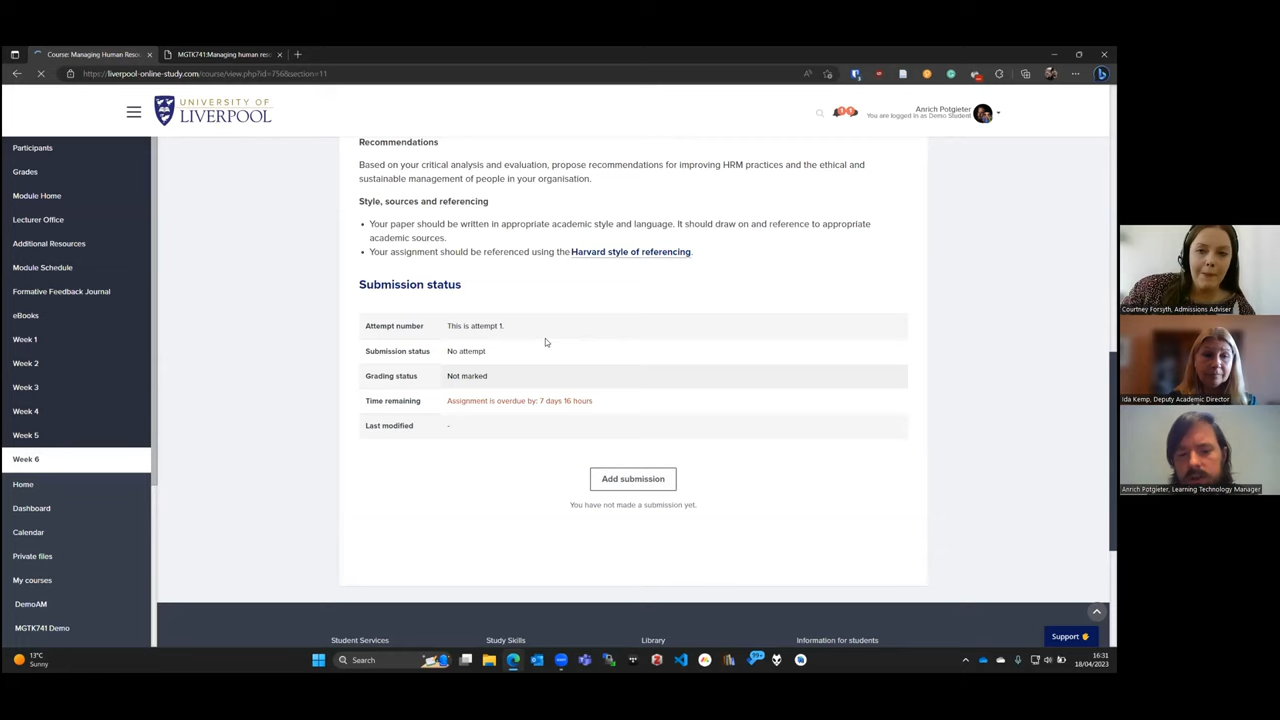 Course: Managing Human Resou
MGTK741:Managing human res
https://liverpool-online-study.com/course/view.php?id=756&section=11
UNIVERSITY OF
LIVERPOOL
Anrich Potgieter
You are logged in as Demo Student
Participants
Grades
Module Home
Lecturer Office
Additional Resources
Module Schedule
Formative Feedback Journal
eBooks
Week 1
Week 2
Week 3
Week 4
Week 5
Week 6
Home
Dashboard
Calendar
Private files
My courses
DemoAM
MGTK741 Demo
Recommendations
Based on your critical analysis and evaluation, propose recommendations for improving HRM practices and the ethical and
sustainable management of people in your organisation.
Style, sources and referencing
• Your paper should be written in appropriate academic style and language. It should draw on and reference to appropriate
academic sources.
• Your assignment should be referenced using the Harvard style of referencing.
Submission status
Attempt number This is attempt 1.
Submission status No attempt
Grading status Not marked
Time remaining Assignment is overdue by: 7 days 16 hours
Last modified -
Add submission
You have not made a submission yet.
Student Services Study Skills Library Information for students
Support
Courtney Forsyth, Admissions Adviser
Ida Kemp, Deputy Academic Director
Anrich Potgieter, Learning Technology Manager
13°C
Sunny
Search
99+
16:31
18/04/2023